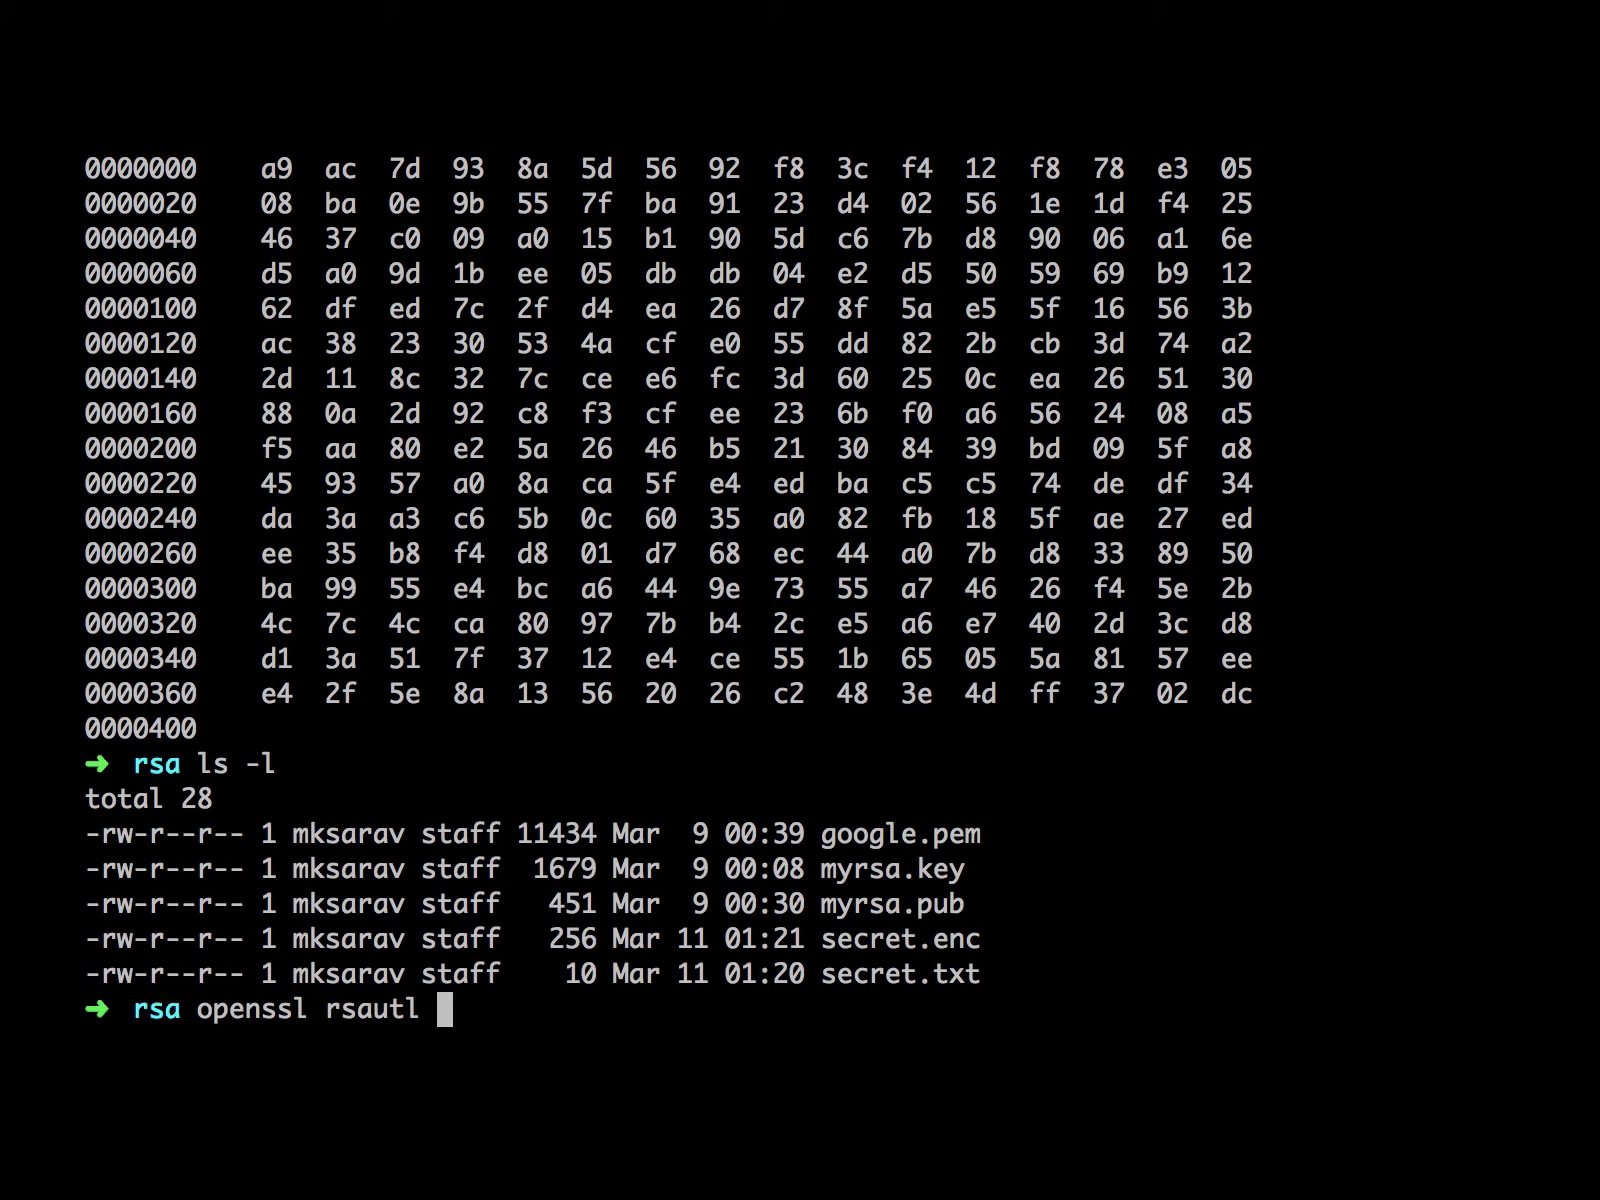 0000000    a9  ac  7d  93  8a  5d  56  92  f8  3c  f4  12  f8  78  e3  05
0000020    08  ba  0e  9b  55  7f  ba  91  23  d4  02  56  1e  1d  f4  25
0000040    46  37  c0  09  a0  15  b1  90  5d  c6  7b  d8  90  06  a1  6e
0000060    d5  a0  9d  1b  ee  05  db  db  04  e2  d5  50  59  69  b9  12
0000100    62  df  ed  7c  2f  d4  ea  26  d7  8f  5a  e5  5f  16  56  3b
0000120    ac  38  23  30  53  4a  cf  e0  55  dd  82  2b  cb  3d  74  a2
0000140    2d  11  8c  32  7c  ce  e6  fc  3d  60  25  0c  ea  26  51  30
0000160    88  0a  2d  92  c8  f3  cf  ee  23  6b  f0  a6  56  24  08  a5
0000200    f5  aa  80  e2  5a  26  46  b5  21  30  84  39  bd  09  5f  a8
0000220    45  93  57  a0  8a  ca  5f  e4  ed  ba  c5  c5  74  de  df  34
0000240    da  3a  a3  c6  5b  0c  60  35  a0  82  fb  18  5f  ae  27  ed
0000260    ee  35  b8  f4  d8  01  d7  68  ec  44  a0  7b  d8  33  89  50
0000300    ba  99  55  e4  bc  a6  44  9e  73  55  a7  46  26  f4  5e  2b
0000320    4c  7c  4c  ca  80  97  7b  b4  2c  e5  a6  e7  40  2d  3c  d8
0000340    d1  3a  51  7f  37  12  e4  ce  55  1b  65  05  5a  81  57  ee
0000360    e4  2f  5e  8a  13  56  20  26  c2  48  3e  4d  ff  37  02  dc
0000400
➜  rsa ls -l
total 28
-rw-r--r-- 1 mksarav staff 11434 Mar  9 00:39 google.pem
-rw-r--r-- 1 mksarav staff  1679 Mar  9 00:08 myrsa.key
-rw-r--r-- 1 mksarav staff   451 Mar  9 00:30 myrsa.pub
-rw-r--r-- 1 mksarav staff   256 Mar 11 01:21 secret.enc
-rw-r--r-- 1 mksarav staff    10 Mar 11 01:20 secret.txt
➜  rsa openssl rsautl